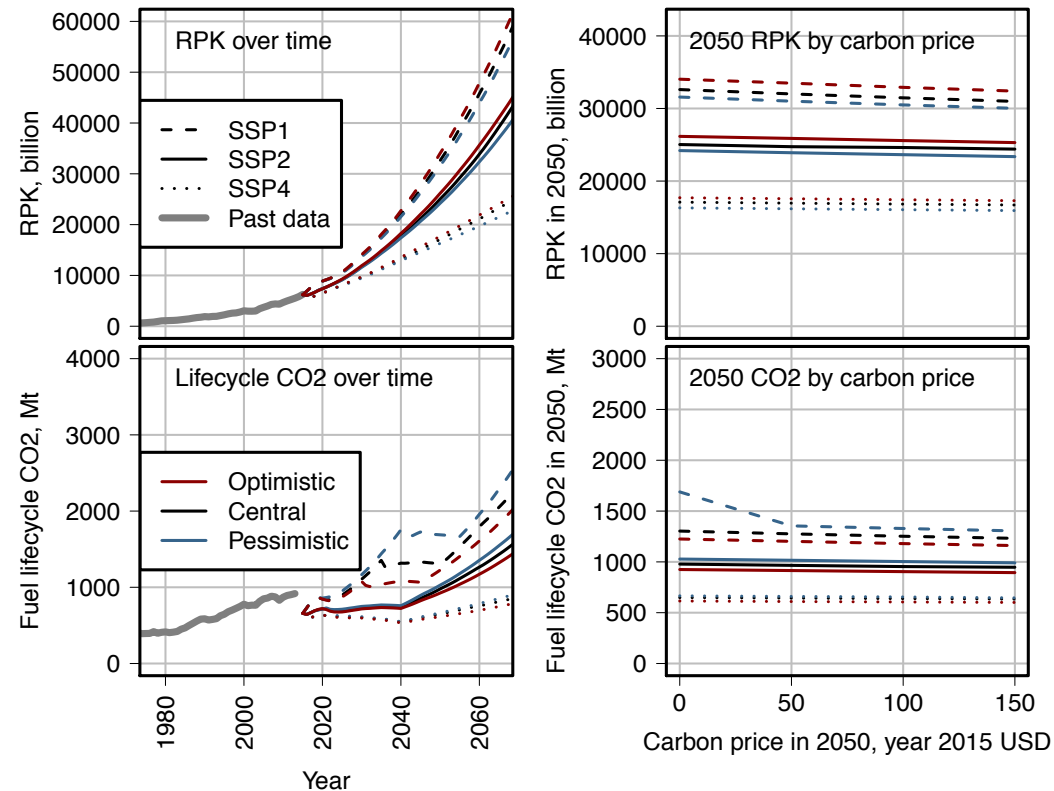 RPK over time
RPK, billion
60000
50000
40000
30000
20000
10000
0
SSP1
SSP2
SSP4
Past data
2050 RPK by carbon price
RPK in 2050, billion
40000
30000
20000
10000
0
Lifecycle CO2 over time
Fuel lifecycle CO2, Mt
4000
3000
2000
1000
0
Optimistic
Central
Pessimistic
1980
2000
2020
2040
2060
Year
2050 CO2 by carbon price
Fuel lifecycle CO2 in 2050, Mt
3000
2500
2000
1500
1000
500
0
0 50 100 150
Carbon price in 2050, year 2015 USD